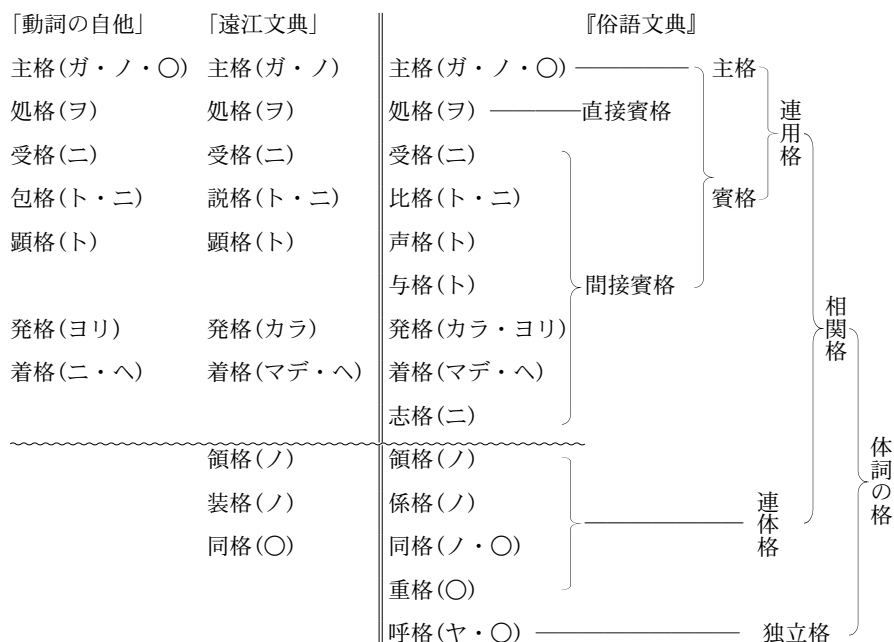 「動詞の自他」 「遠江文典」 『俗語文典』
主格(ガ・ノ・〇) 主格(ガ・ノ) 主格(ガ・ノ・〇) 主格
処格(ヲ) 処格(ヲ) 処格(ヲ) 直接賓格
連用格
受格(ニ) 受格(ニ) 受格(ニ)
包格(ト・ニ) 説格(ト・ニ) 比格(ト・ニ) 賓格
顕格(ト) 顕格(ト) 声格(ト)
与格(ト) 間接賓格
相関格
発格(ヨリ) 発格(カラ) 発格(カラ・ヨリ)
着格(ニ・ヘ) 着格(マデ・ヘ) 着格(マデ・ヘ)
志格(ニ)
体詞の格
領格(ノ) 領格(ノ)
装格(ノ) 係格(ノ) 連体格
同格(〇) 同格(ノ・〇)
重格(〇)
呼格(ヤ・〇) 独立格